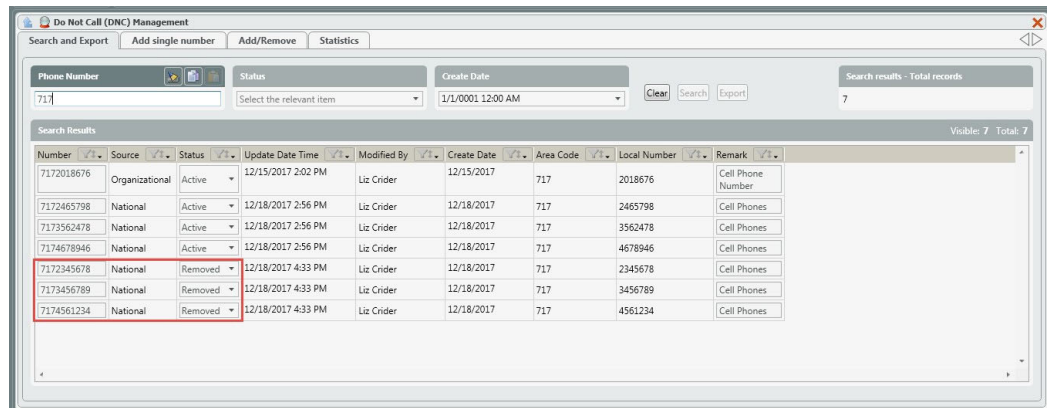 Do Not Call (DNC) Management
Search and Export Add single number Add/Remove Statistics
Phone Number Status Create Date Search results - Total records
717 Select the relevant item 1/1/0001 12:00 AM Clear Search Export 7
Search Results Visible: 7 Total: 7
Number Source Status Update Date Time Modified By Create Date Area Code Local Number Remark
7172018676 Organizational Active 12/15/2017 2:02 PM Liz Crider 12/15/2017 717 2018676 Cell Phone Number
7172465798 National Active 12/18/2017 2:56 PM Liz Crider 12/18/2017 717 2465798 Cell Phones
7173562478 National Active 12/18/2017 2:56 PM Liz Crider 12/18/2017 717 3562478 Cell Phones
7174678946 National Active 12/18/2017 2:56 PM Liz Crider 12/18/2017 717 4678946 Cell Phones
7172345678 National Removed 12/18/2017 4:33 PM Liz Crider 12/18/2017 717 2345678 Cell Phones
7173456789 National Removed 12/18/2017 4:33 PM Liz Crider 12/18/2017 717 3456789 Cell Phones
7174561234 National Removed 12/18/2017 4:33 PM Liz Crider 12/18/2017 717 4561234 Cell Phones